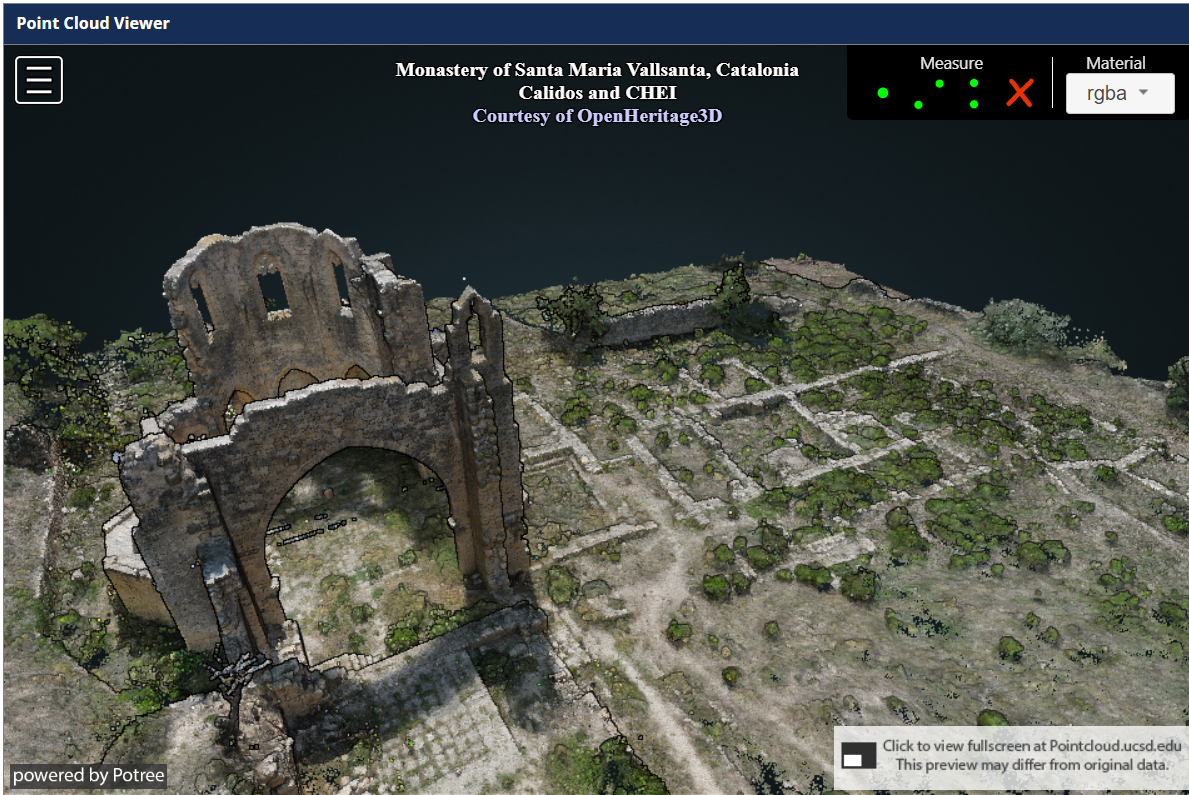 Point Cloud Viewer
Monastery of Santa Maria Vallsanta, Catalonia
Calidos and CHEI
Courtesy of OpenHeritage3D
Measure
Material
rgba
Click to view fullscreen at Pointcloud.ucsd.edu
This preview may differ from original data.
powered by Potree